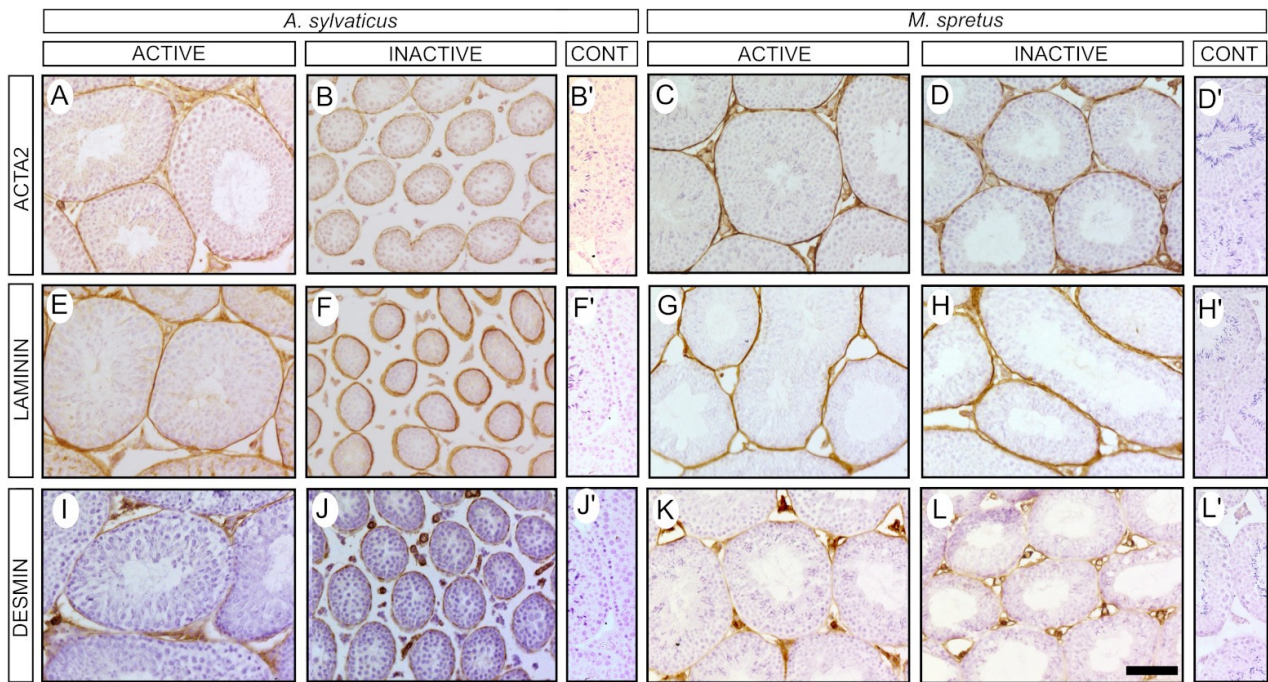 A. sylvaticus
M. spretus
ACTIVE
INACTIVE
CONT
ACTIVE
INACTIVE
CONT
ACTA2
A
B
B'
C
D
D'
LAMININ
E
F
F'
G
H
H'
DESMIN
I
J
J'
K
L
L'